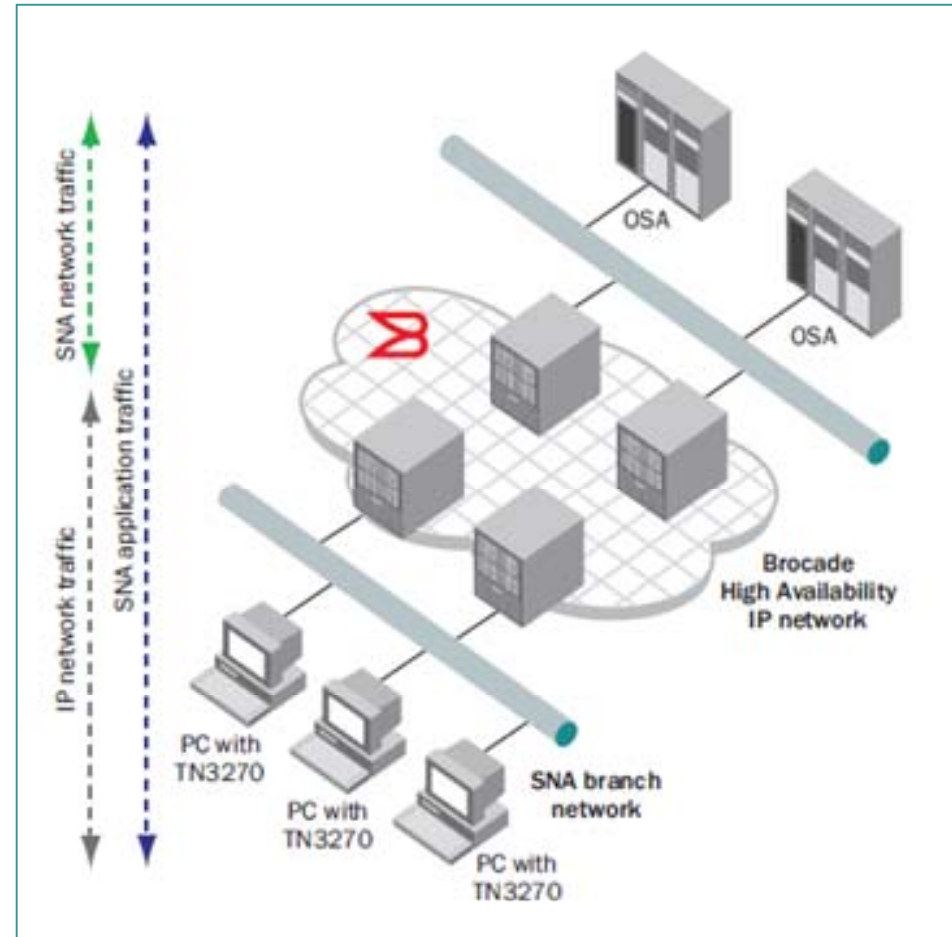 SNA network traffic
IP network traffic
SNA application traffic
OSA
OSA
Brocade
High Availability
IP network
PC with
TN3270
PC with
TN3270
PC with
TN3270
SNA branch
network